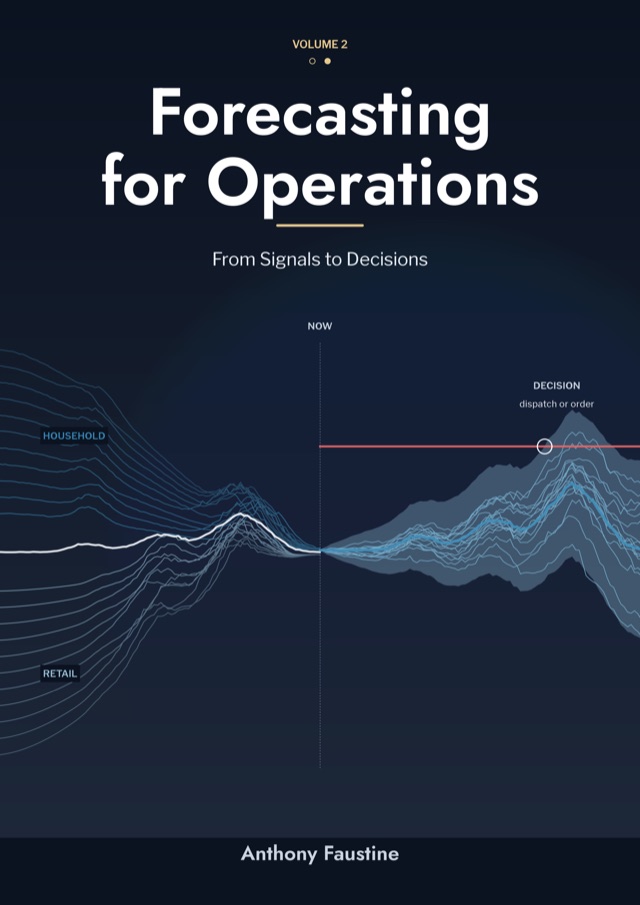 VOLUME 2
Forecasting
for Operations
From Signals to Decisions
NOW
DECISION
dispatch or order
HOUSEHOLD
RETAIL
Anthony Faustine